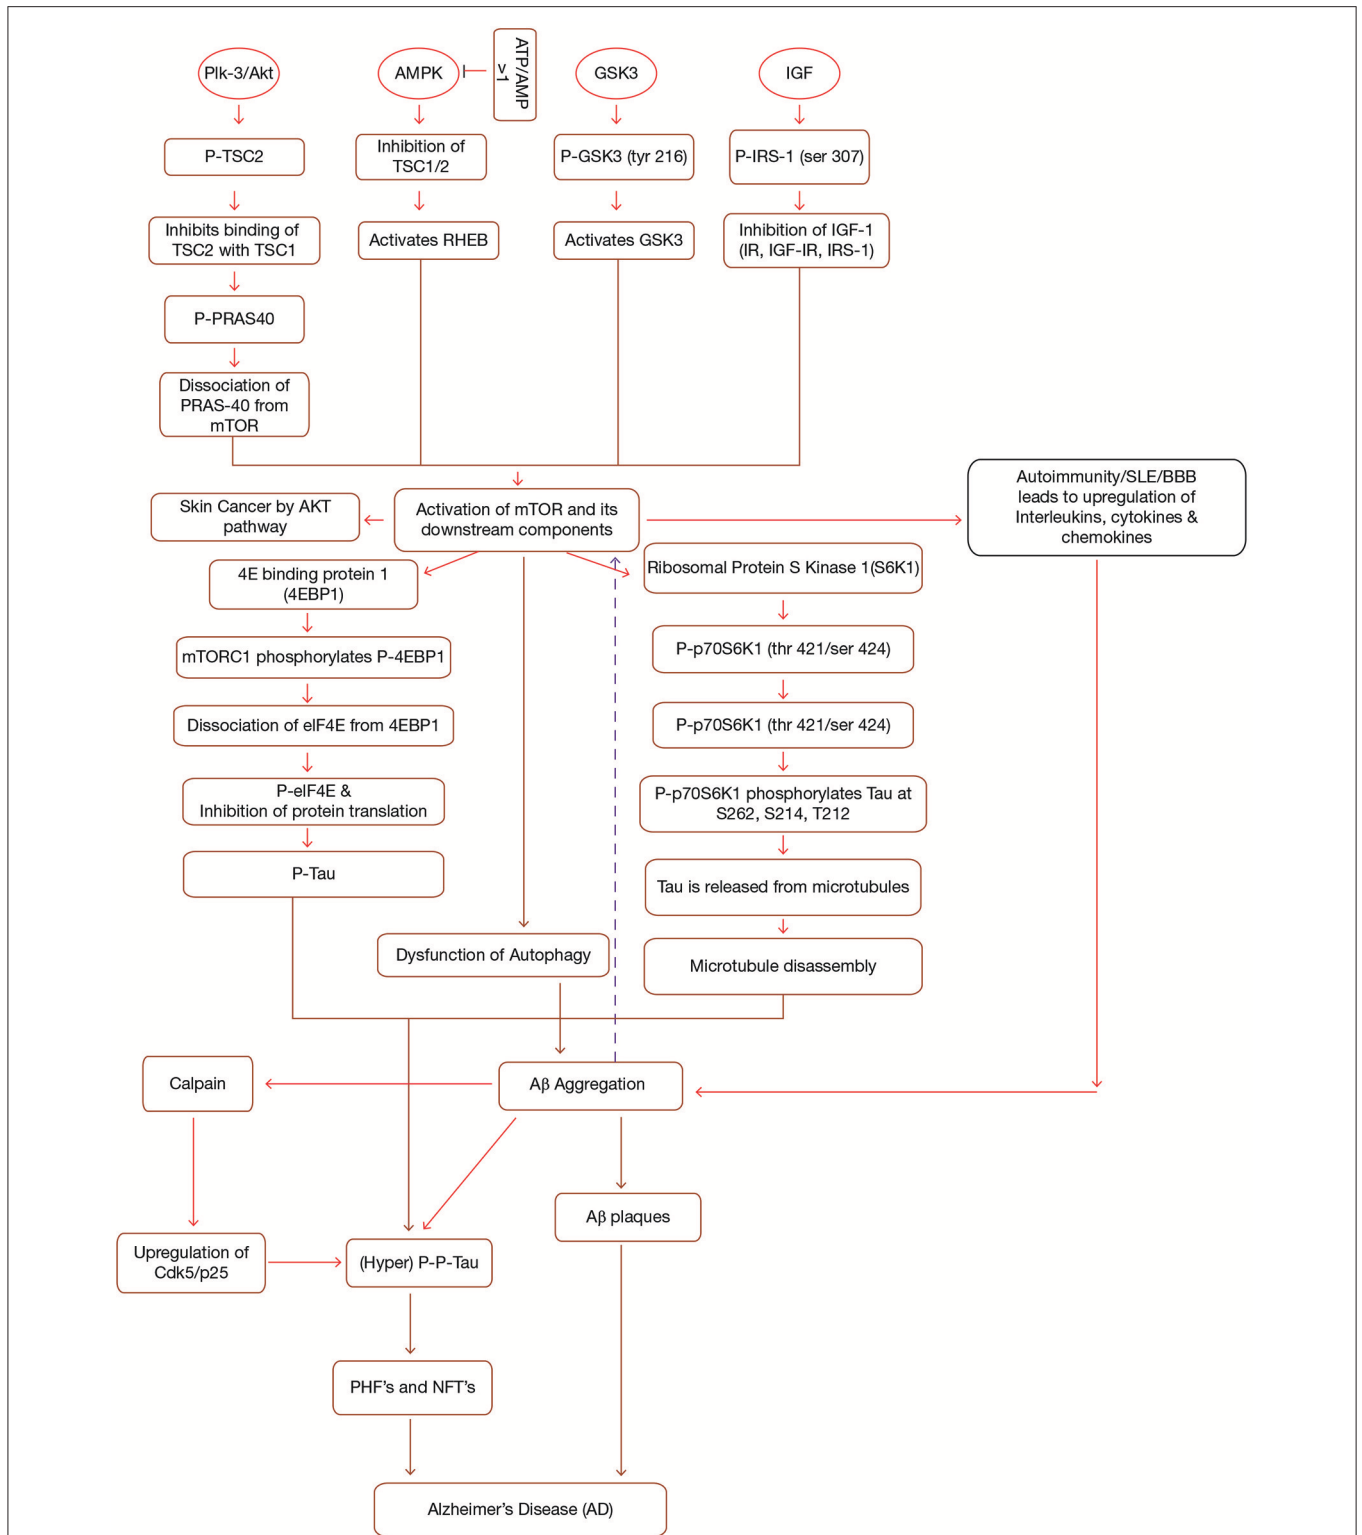 Plk-3/Akt
AMPK
ATP/AMP
>1
GSK3
IGF
P-TSC2
Inhibition of
TSC1/2
P-GSK3 (tyr 216)
P-IRS-1 (ser 307)
Inhibits binding of
TSC2 with TSC1
Activates RHEB
Activates GSK3
Inhibition of IGF-1
(IR, IGF-IR, IRS-1)
P-PRAS40
Dissociation of
PRAS-40 from
mTOR
Skin Cancer by AKT
pathway
Activation of mTOR and its
downstream components
Autoimmunity/SLE/BBB
leads to upregulation of
Interleukins, cytokines &
chemokines
4E binding protein 1
(4EBP1)
Ribosomal Protein S Kinase 1(S6K1)
mTORC1 phosphorylates P-4EBP1
P-p70S6K1 (thr 421/ser 424)
Dissociation of eIF4E from 4EBP1
P-p70S6K1 (thr 421/ser 424)
P-eIF4E &
Inhibition of protein translation
P-p70S6K1 phosphorylates Tau at
S262, S214, T212
P-Tau
Tau is released from microtubules
Dysfunction of Autophagy
Microtubule disassembly
Calpain
Aβ Aggregation
Aβ plaques
Upregulation of
Cdk5/p25
(Hyper) P-P-Tau
PHF's and NFT's
Alzheimer's Disease (AD)